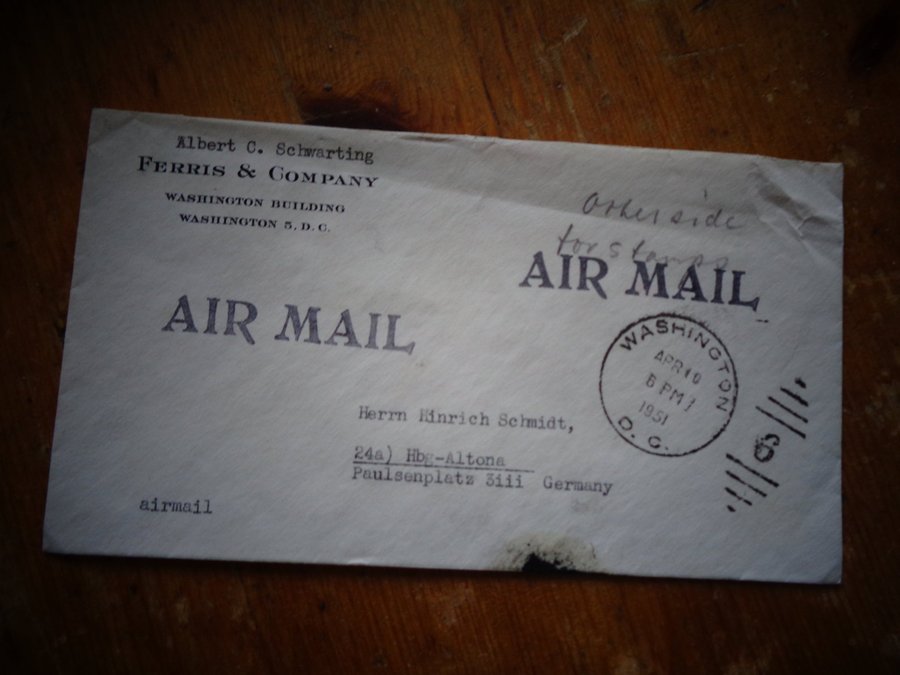 Albert C. Schwarting
FERRIS & COMPANY
WASHINGTON BUILDING
WASHINGTON 5, D. C.
Other side
for stamps
AIR MAIL
AIR MAIL
WASHINGTON
APR 10
6 PM
1951
D. C.
6
Herrn Hinrich Schmidt,
24a) Hbg-Altona
Paulsenplatz 3iii Germany
airmail